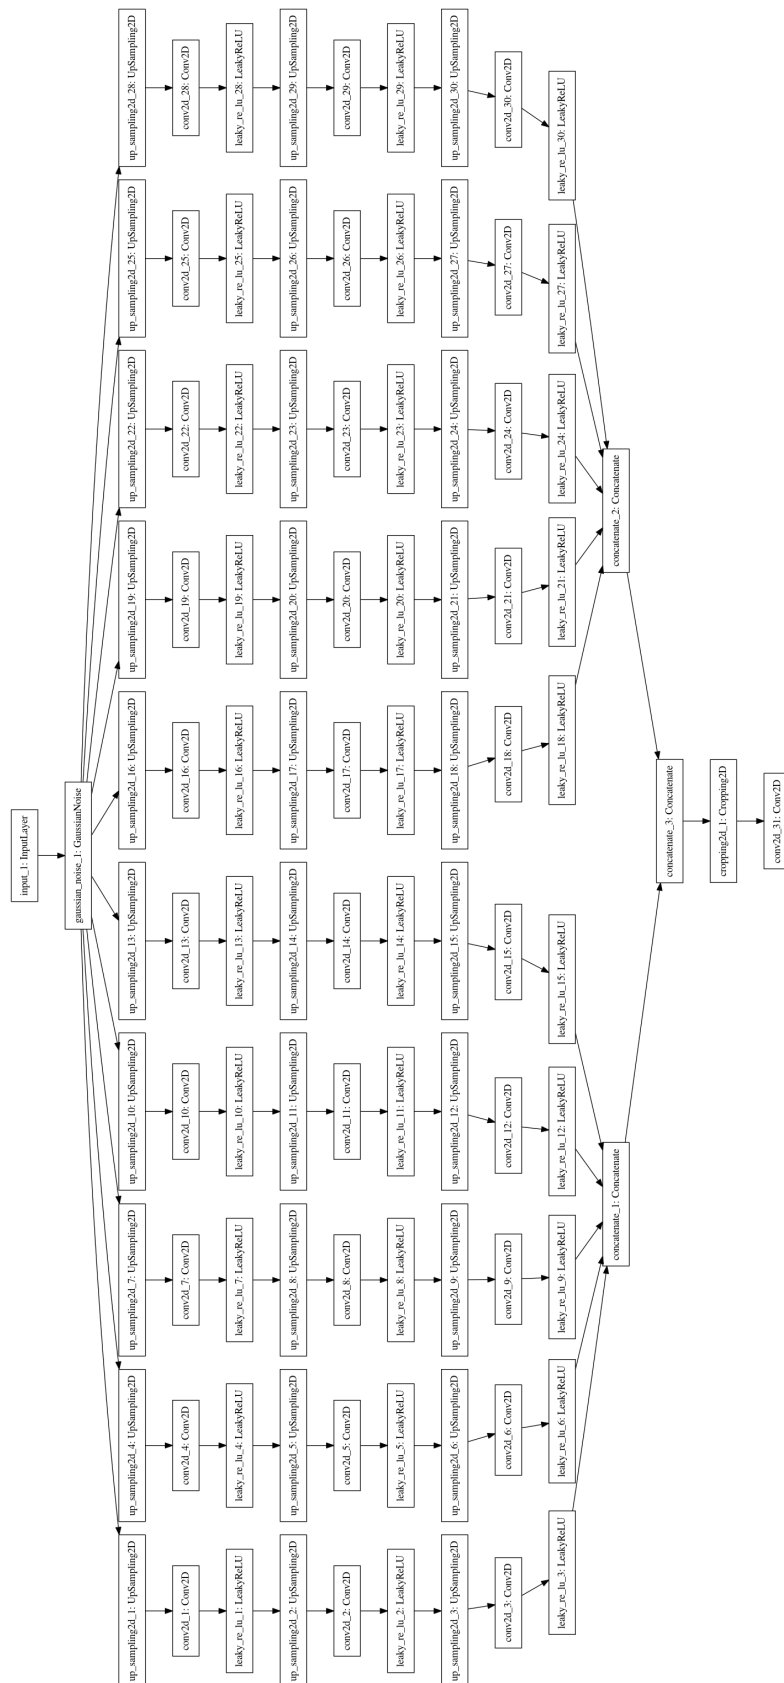 input_1: InputLayer
gaussian_noise_1: GaussianNoise
up_sampling2d_1: UpSampling2D
up_sampling2d_4: UpSampling2D
up_sampling2d_7: UpSampling2D
up_sampling2d_10: UpSampling2D
up_sampling2d_13: UpSampling2D
up_sampling2d_16: UpSampling2D
up_sampling2d_19: UpSampling2D
up_sampling2d_22: UpSampling2D
up_sampling2d_25: UpSampling2D
up_sampling2d_28: UpSampling2D
conv2d_1: Conv2D
conv2d_4: Conv2D
conv2d_7: Conv2D
conv2d_10: Conv2D
conv2d_13: Conv2D
conv2d_16: Conv2D
conv2d_19: Conv2D
conv2d_22: Conv2D
conv2d_25: Conv2D
conv2d_28: Conv2D
leaky_re_lu_1: LeakyReLU
leaky_re_lu_4: LeakyReLU
leaky_re_lu_7: LeakyReLU
leaky_re_lu_10: LeakyReLU
leaky_re_lu_13: LeakyReLU
leaky_re_lu_16: LeakyReLU
leaky_re_lu_19: LeakyReLU
leaky_re_lu_22: LeakyReLU
leaky_re_lu_25: LeakyReLU
leaky_re_lu_28: LeakyReLU
up_sampling2d_2: UpSampling2D
up_sampling2d_5: UpSampling2D
up_sampling2d_8: UpSampling2D
up_sampling2d_11: UpSampling2D
up_sampling2d_14: UpSampling2D
up_sampling2d_17: UpSampling2D
up_sampling2d_20: UpSampling2D
up_sampling2d_23: UpSampling2D
up_sampling2d_26: UpSampling2D
up_sampling2d_29: UpSampling2D
conv2d_2: Conv2D
conv2d_5: Conv2D
conv2d_8: Conv2D
conv2d_11: Conv2D
conv2d_14: Conv2D
conv2d_17: Conv2D
conv2d_20: Conv2D
conv2d_23: Conv2D
conv2d_26: Conv2D
conv2d_29: Conv2D
leaky_re_lu_2: LeakyReLU
leaky_re_lu_5: LeakyReLU
leaky_re_lu_8: LeakyReLU
leaky_re_lu_11: LeakyReLU
leaky_re_lu_14: LeakyReLU
leaky_re_lu_17: LeakyReLU
leaky_re_lu_20: LeakyReLU
leaky_re_lu_23: LeakyReLU
leaky_re_lu_26: LeakyReLU
leaky_re_lu_29: LeakyReLU
up_sampling2d_3: UpSampling2D
up_sampling2d_6: UpSampling2D
up_sampling2d_9: UpSampling2D
up_sampling2d_12: UpSampling2D
up_sampling2d_15: UpSampling2D
up_sampling2d_18: UpSampling2D
up_sampling2d_21: UpSampling2D
up_sampling2d_24: UpSampling2D
up_sampling2d_27: UpSampling2D
up_sampling2d_30: UpSampling2D
conv2d_3: Conv2D
conv2d_6: Conv2D
conv2d_9: Conv2D
conv2d_12: Conv2D
conv2d_15: Conv2D
conv2d_18: Conv2D
conv2d_21: Conv2D
conv2d_24: Conv2D
conv2d_27: Conv2D
conv2d_30: Conv2D
leaky_re_lu_3: LeakyReLU
leaky_re_lu_6: LeakyReLU
leaky_re_lu_9: LeakyReLU
leaky_re_lu_12: LeakyReLU
leaky_re_lu_15: LeakyReLU
leaky_re_lu_18: LeakyReLU
leaky_re_lu_21: LeakyReLU
leaky_re_lu_24: LeakyReLU
leaky_re_lu_27: LeakyReLU
leaky_re_lu_30: LeakyReLU
concatenate_1: Concatenate
concatenate_2: Concatenate
concatenate_3: Concatenate
cropping2d_1: Cropping2D
conv2d_31: Conv2D